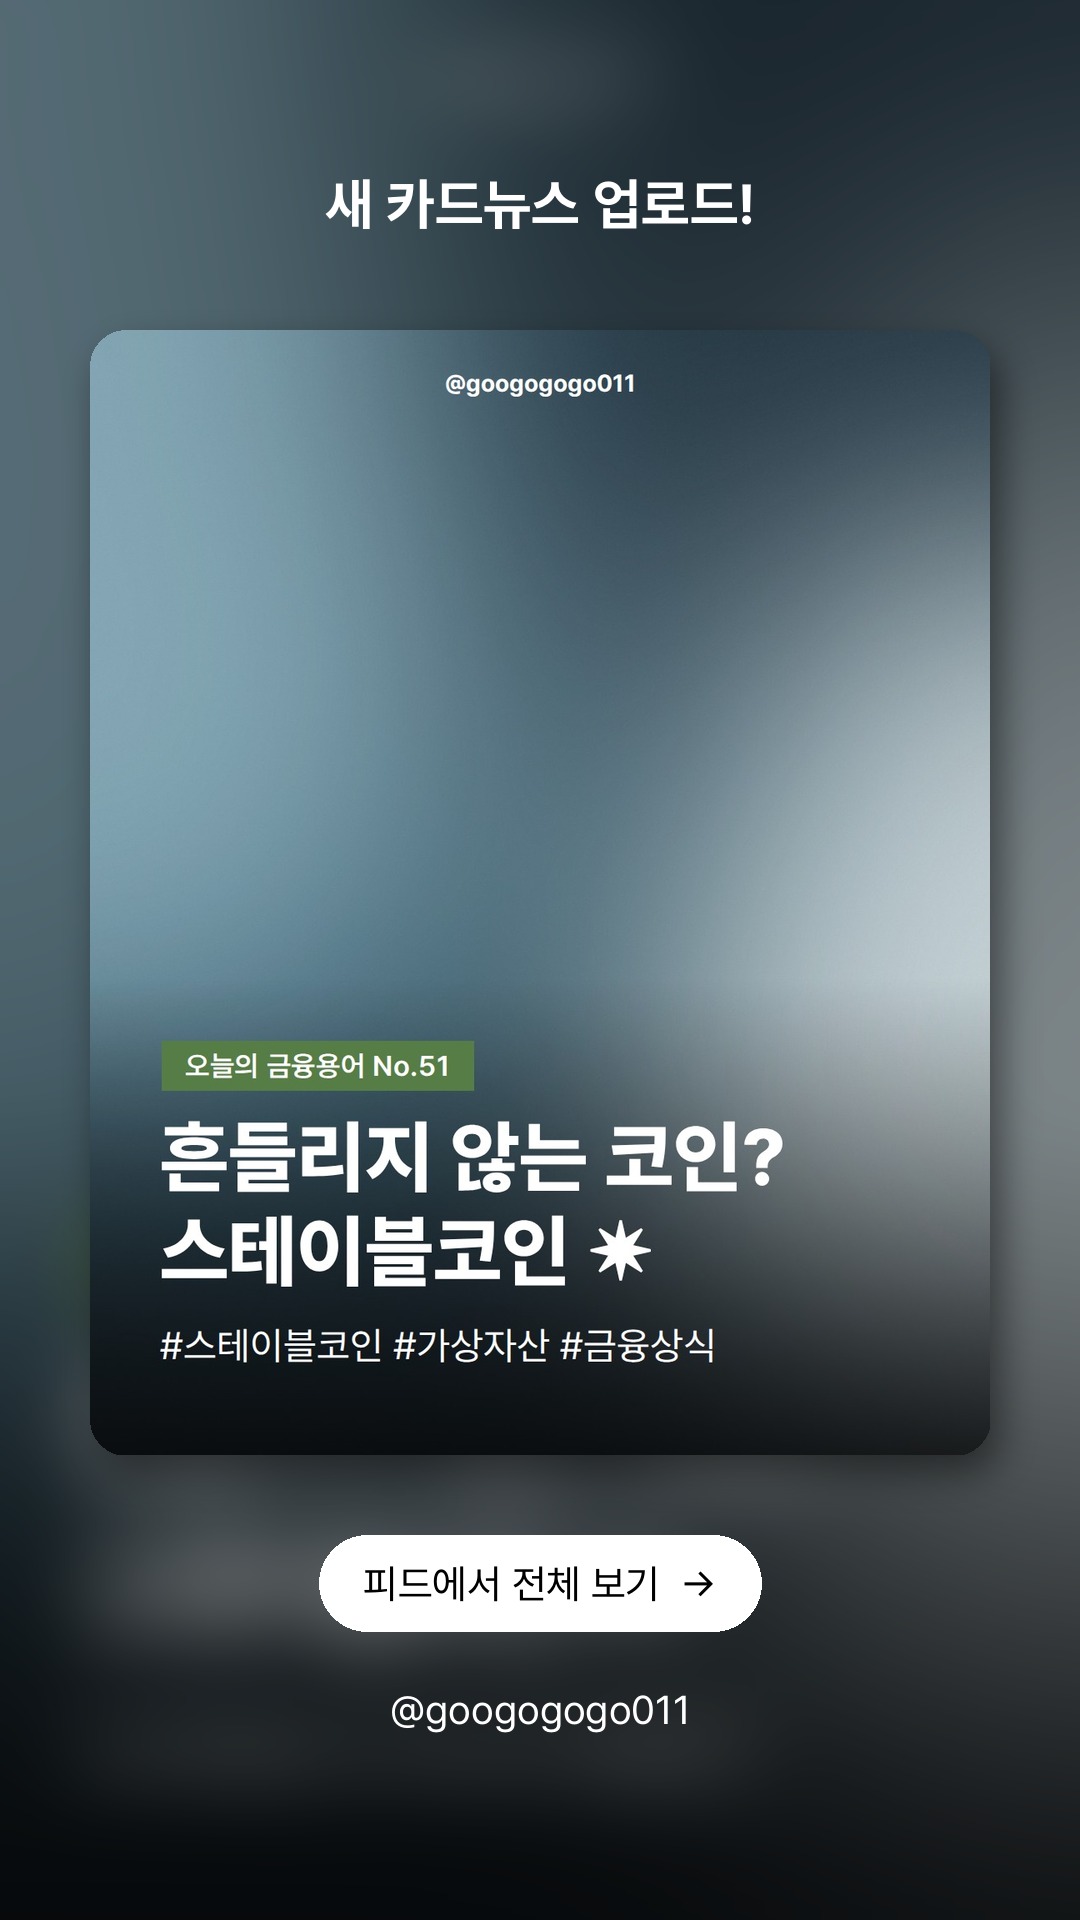 새 카드뉴스 업로드!
@googogogo011
오늘의 금융용어 No.51
흔들리지 않는 코인?
스테이블코인 ✷
#스테이블코인 #가상자산 #금융상식
피드에서 전체 보기 →
@googogogo011